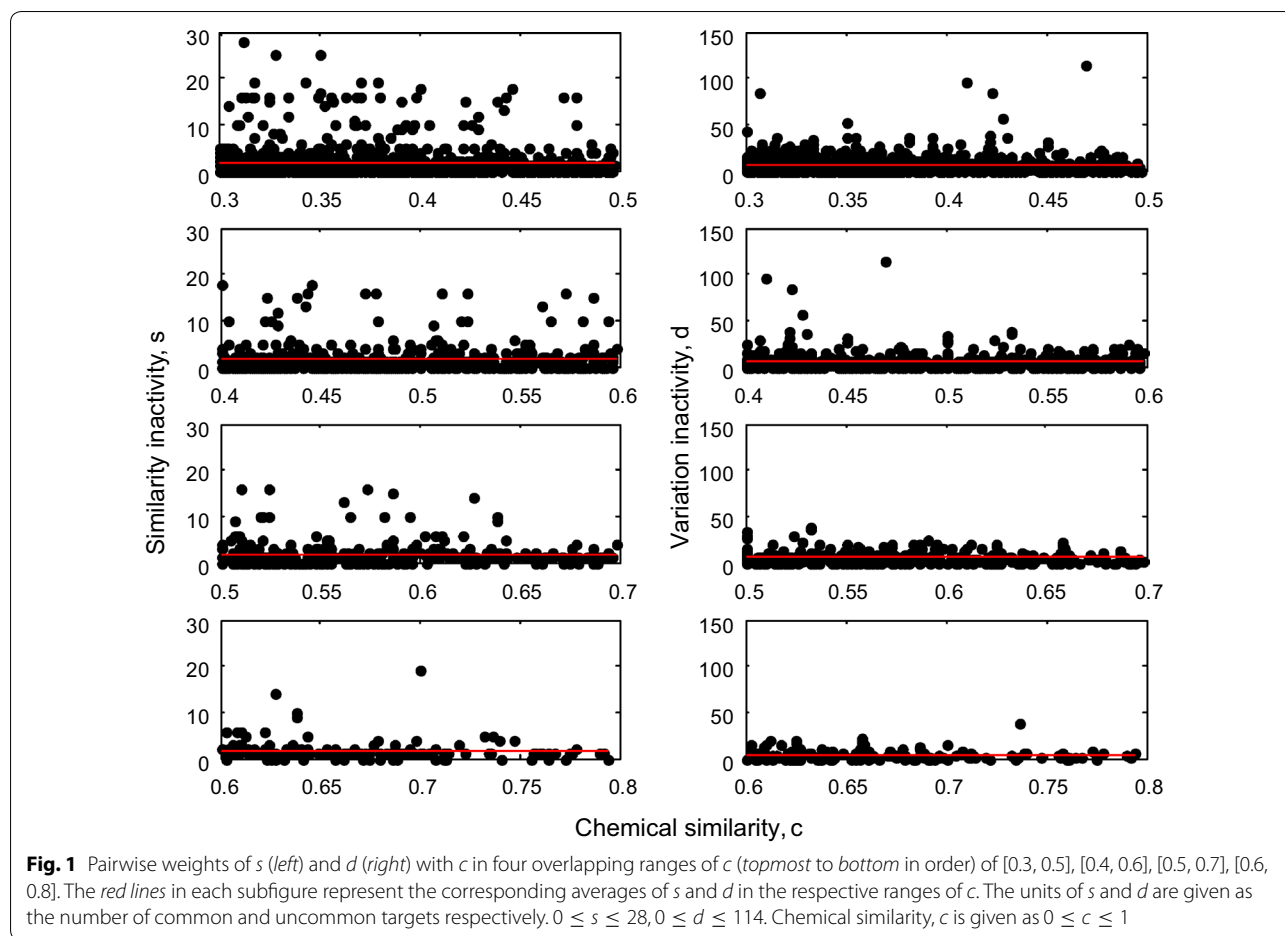 30
20
10
0
0.3 0.35 0.4 0.45 0.5
150
100
50
0
0.3 0.35 0.4 0.45 0.5
30
20
10
0
0.4 0.45 0.5 0.55 0.6
150
100
50
0
0.4 0.45 0.5 0.55 0.6
Similarity inactivity, s
Variation inactivity, d
30
20
10
0
0.5 0.55 0.6 0.65 0.7
150
100
50
0
0.5 0.55 0.6 0.65 0.7
30
20
10
0
0.6 0.65 0.7 0.75 0.8
150
100
50
0
0.6 0.65 0.7 0.75 0.8
Chemical similarity, c
Fig. 1 Pairwise weights of s (left) and d (right) with c in four overlapping ranges of c (topmost to bottom in order) of [0.3, 0.5], [0.4, 0.6], [0.5, 0.7], [0.6,
0.8]. The red lines in each subfigure represent the corresponding averages of s and d in the respective ranges of c. The units of s and d are given as
the number of common and uncommon targets respectively. 0 ≤ s ≤ 28, 0 ≤ d ≤ 114. Chemical similarity, c is given as 0 ≤ c ≤ 1